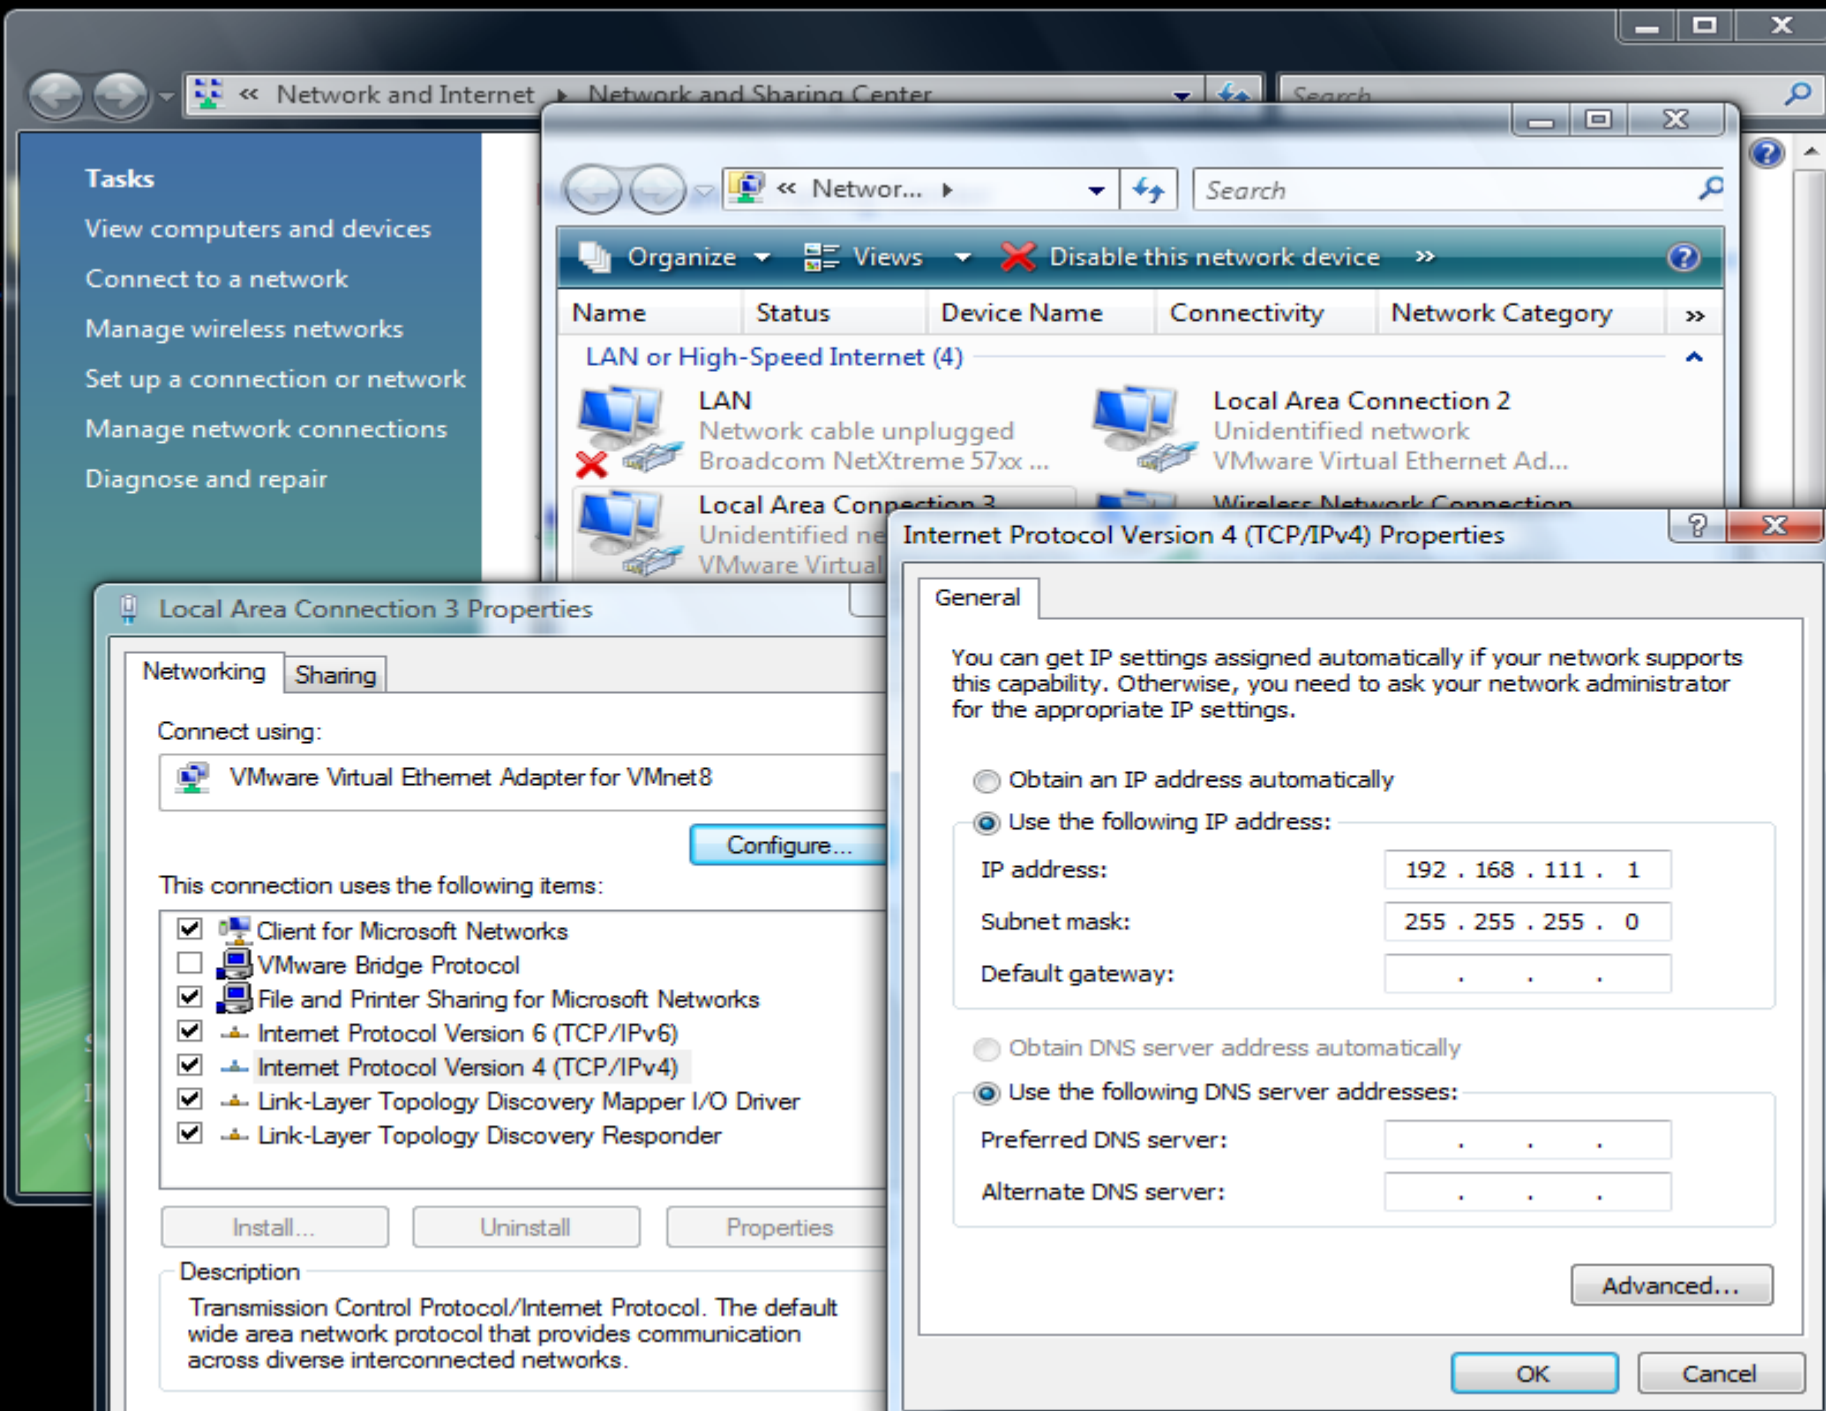 « Network and Internet ▸ Network and Sharing Center
Search
Tasks
View computers and devices
Connect to a network
Manage wireless networks
Set up a connection or network
Manage network connections
Diagnose and repair
« Networ... ▸
Search
Organize
Views
Disable this network device »
Name Status Device Name Connectivity Network Category »
LAN or High-Speed Internet (4)
LAN
Network cable unplugged
Broadcom NetXtreme 57xx ...
Local Area Connection 2
Unidentified network
VMware Virtual Ethernet Ad...
Local Area Connection 3
Unidentified ne
VMware Virtual
Wireless Network Connection
Local Area Connection 3 Properties
Networking
Sharing
Connect using:
VMware Virtual Ethernet Adapter for VMnet8
Configure...
This connection uses the following items:
Client for Microsoft Networks
VMware Bridge Protocol
File and Printer Sharing for Microsoft Networks
Internet Protocol Version 6 (TCP/IPv6)
Internet Protocol Version 4 (TCP/IPv4)
Link-Layer Topology Discovery Mapper I/O Driver
Link-Layer Topology Discovery Responder
Install...
Uninstall
Properties
Description
Transmission Control Protocol/Internet Protocol. The default
wide area network protocol that provides communication
across diverse interconnected networks.
Internet Protocol Version 4 (TCP/IPv4) Properties
General
You can get IP settings assigned automatically if your network supports
this capability. Otherwise, you need to ask your network administrator
for the appropriate IP settings.
Obtain an IP address automatically
Use the following IP address:
IP address: 192 . 168 . 111 . 1
Subnet mask: 255 . 255 . 255 . 0
Default gateway: . . .
Obtain DNS server address automatically
Use the following DNS server addresses:
Preferred DNS server: . . .
Alternate DNS server: . . .
Advanced...
OK
Cancel